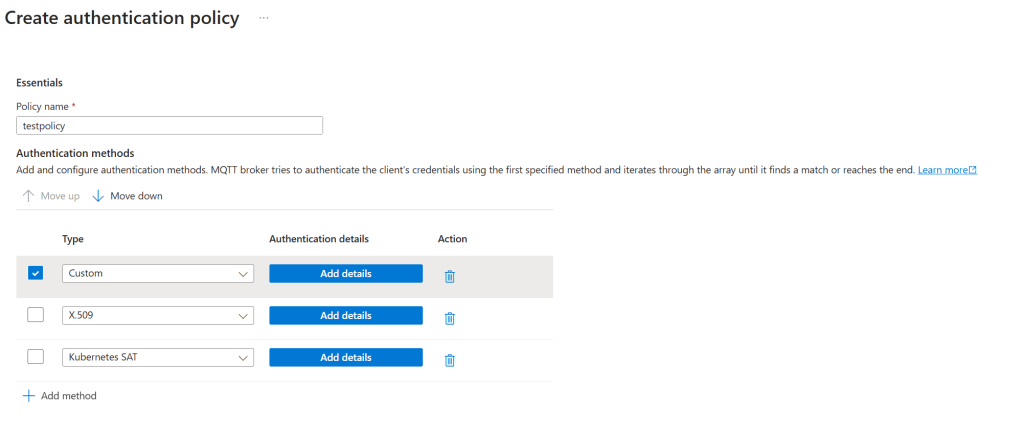 Create authentication policy ...
Essentials
Policy name *
testpolicy
Authentication methods
Add and configure authentication methods. MQTT broker tries to authenticate the client's credentials using the first specified method and iterates through the array until it finds a match or reaches the end. Learn more
Move up Move down
Type Authentication details Action
Custom Add details
X.509 Add details
Kubernetes SAT Add details
Add method